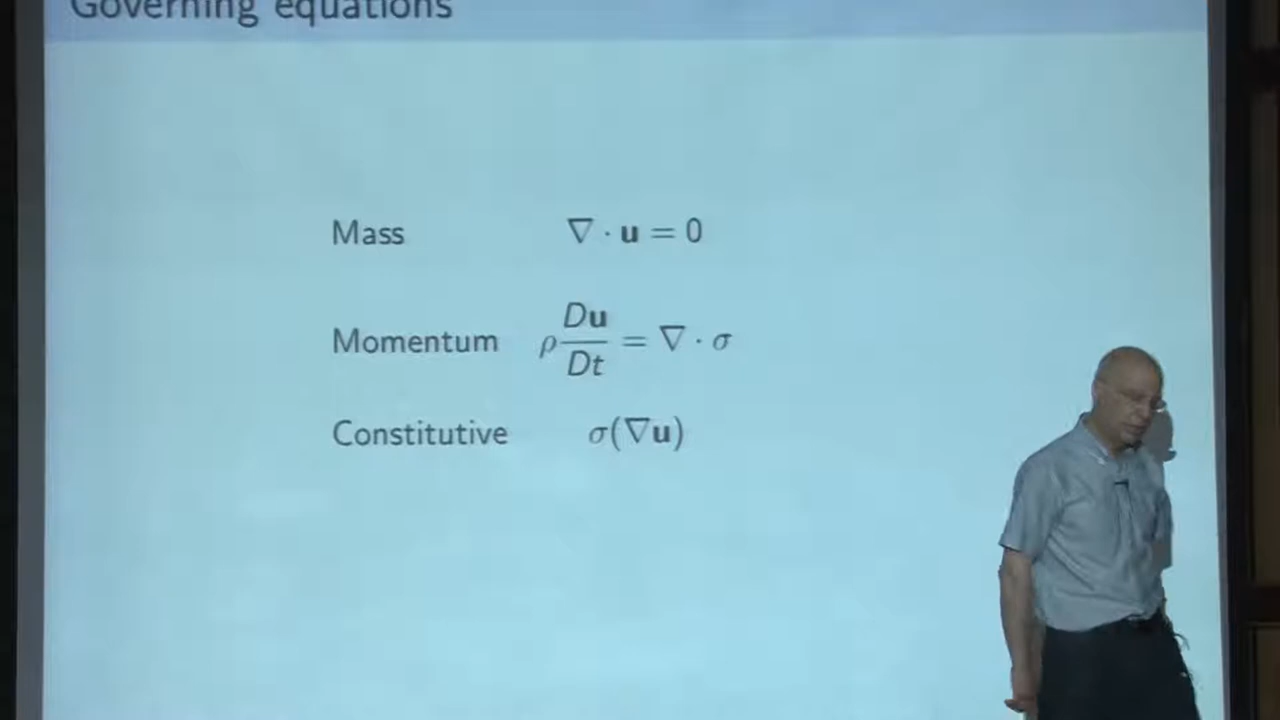 Governing equations
Mass ∇ · u = 0
Momentum ρ Du/Dt = ∇ · σ
Constitutive σ(∇u)